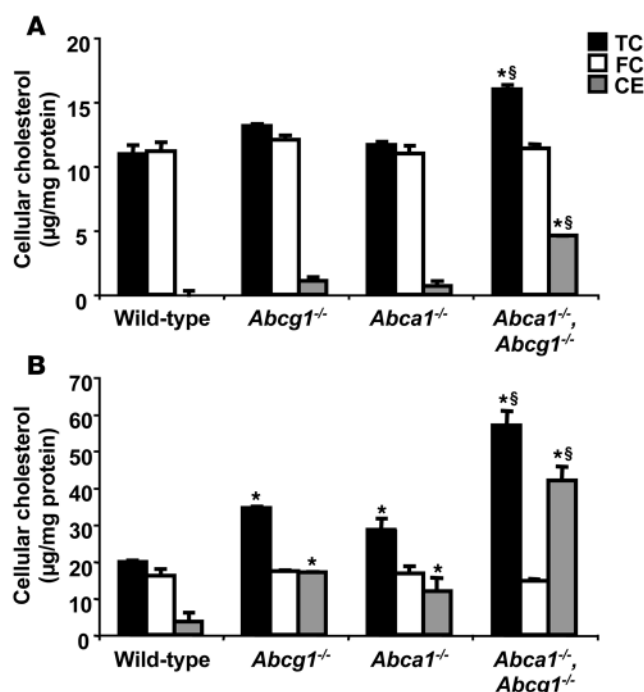 A
20
15
10
5
0
Cellular cholesterol
(µg/mg protein)
TC
FC
CE
*§
*§
Wild-type
Abcg1-/-
Abca1-/-
Abca1-/-,
Abcg1-/-
B
70
60
50
40
30
20
10
0
Cellular cholesterol
(µg/mg protein)
*
*
*
*
*§
*§
Wild-type
Abcg1-/-
Abca1-/-
Abca1-/-,
Abcg1-/-